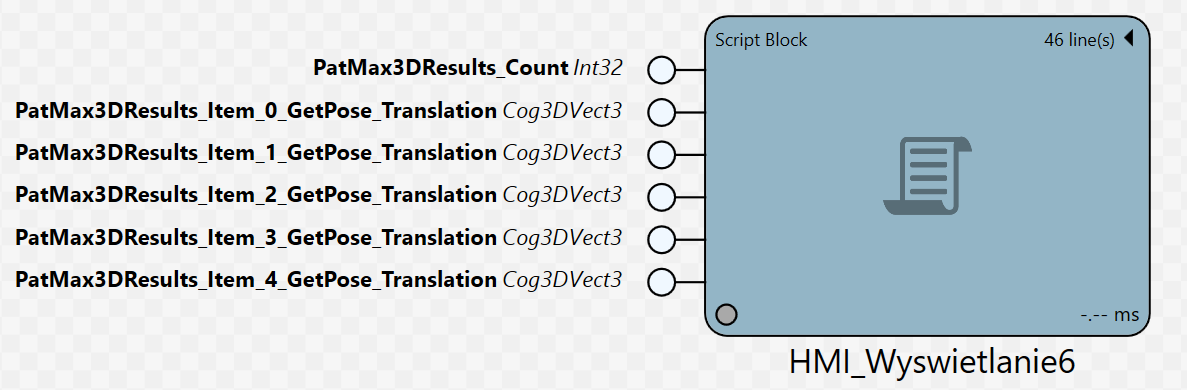 Script Block 46 line(s)
PatMax3DResults_Count Int32
PatMax3DResults_Item_0_GetPose_Translation Cog3DVect3
PatMax3DResults_Item_1_GetPose_Translation Cog3DVect3
PatMax3DResults_Item_2_GetPose_Translation Cog3DVect3
PatMax3DResults_Item_3_GetPose_Translation Cog3DVect3
PatMax3DResults_Item_4_GetPose_Translation Cog3DVect3
-.-- ms
HMI_Wyswietlanie6